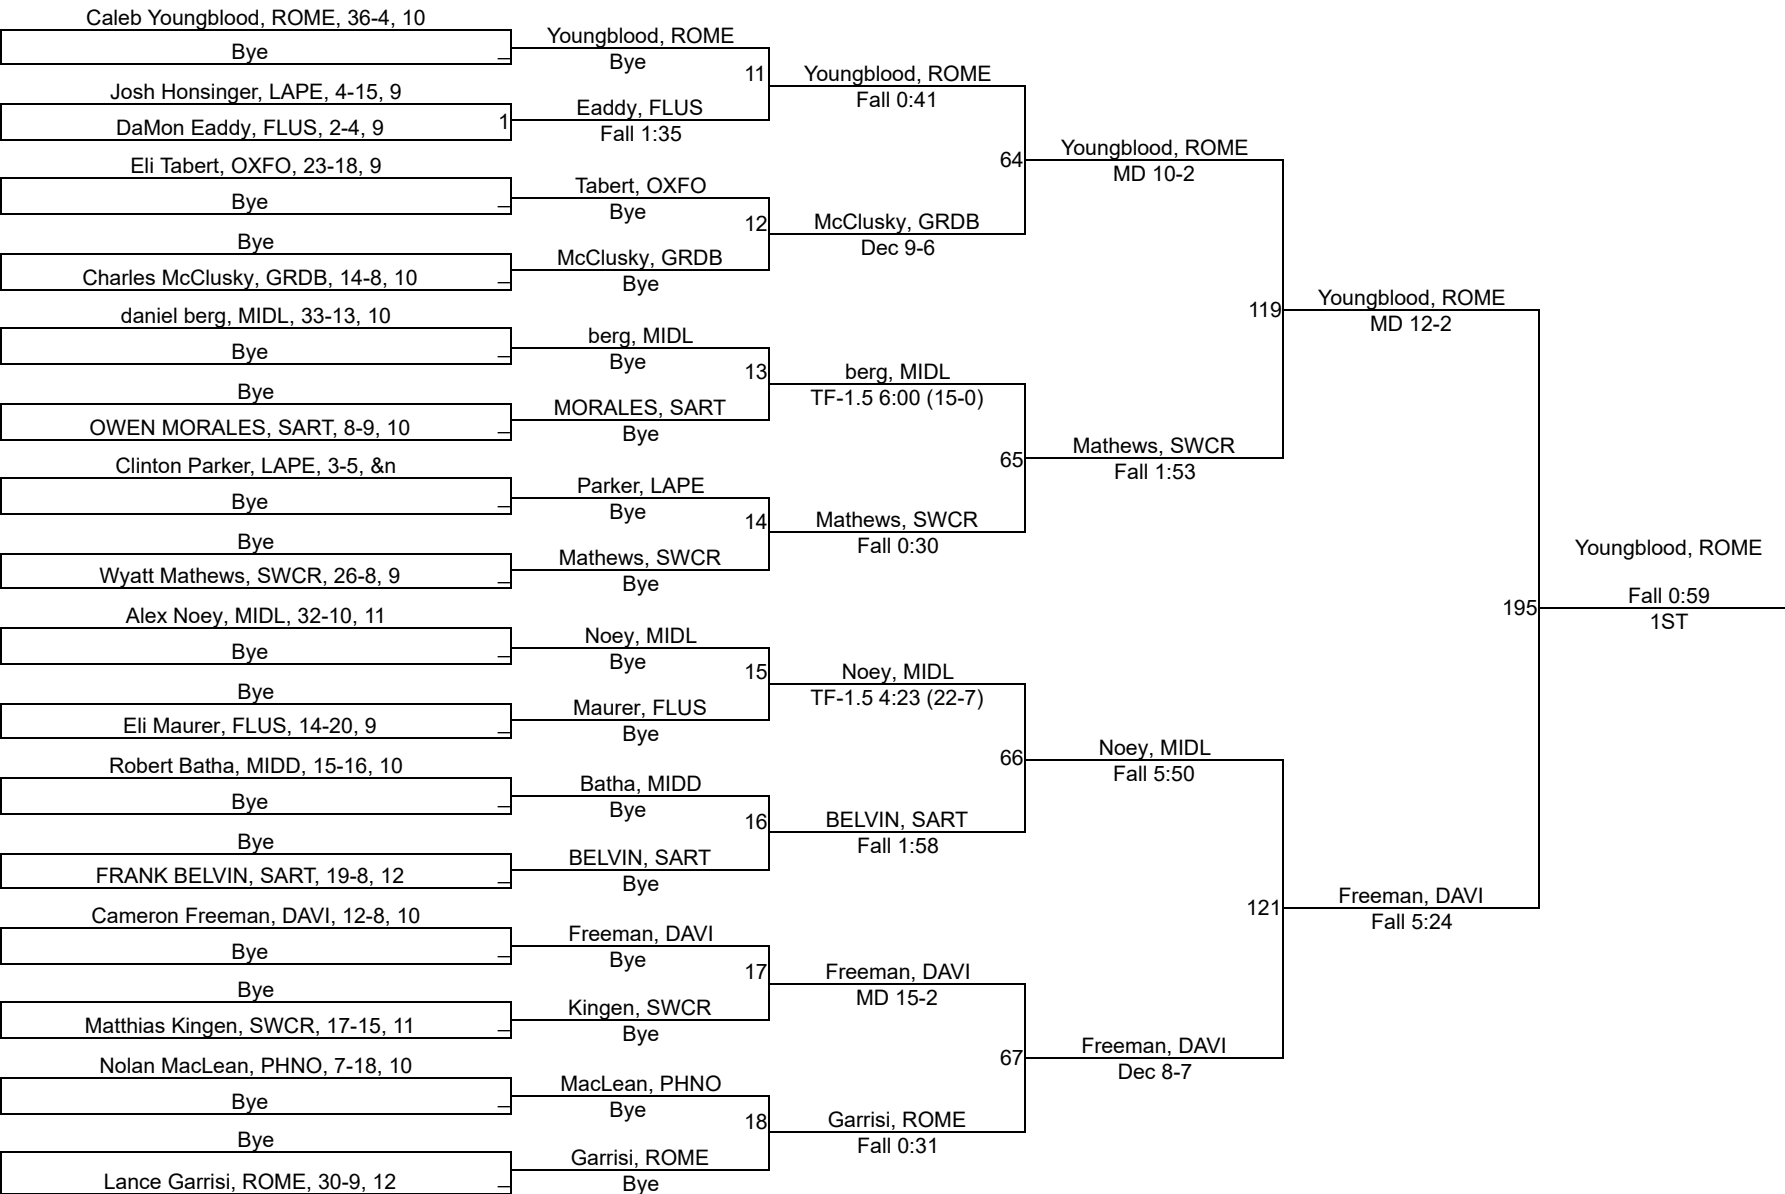 Caleb Youngblood, ROME, 36-4, 10
Bye
_
Josh Honsinger, LAPE, 4-15, 9
DaMon Eaddy, FLUS, 2-4, 9
1
Eli Tabert, OXFO, 23-18, 9
Bye
_
Bye
Charles McClusky, GRDB, 14-8, 10
_
daniel berg, MIDL, 33-13, 10
Bye
_
Bye
OWEN MORALES, SART, 8-9, 10
_
Clinton Parker, LAPE, 3-5, &n
Bye
_
Bye
Wyatt Mathews, SWCR, 26-8, 9
_
Alex Noey, MIDL, 32-10, 11
Bye
_
Bye
Eli Maurer, FLUS, 14-20, 9
_
Robert Batha, MIDD, 15-16, 10
Bye
_
Bye
FRANK BELVIN, SART, 19-8, 12
_
Cameron Freeman, DAVI, 12-8, 10
Bye
_
Bye
Matthias Kingen, SWCR, 17-15, 11
_
Nolan MacLean, PHNO, 7-18, 10
Bye
_
Bye
Lance Garrisi, ROME, 30-9, 12
_
Youngblood, ROME
Bye
11
Eaddy, FLUS
Fall 1:35
Tabert, OXFO
Bye
12
McClusky, GRDB
Bye
berg, MIDL
Bye
13
MORALES, SART
Bye
Parker, LAPE
Bye
14
Mathews, SWCR
Bye
Noey, MIDL
Bye
15
Maurer, FLUS
Bye
Batha, MIDD
Bye
16
BELVIN, SART
Bye
Freeman, DAVI
Bye
17
Kingen, SWCR
Bye
MacLean, PHNO
Bye
18
Garrisi, ROME
Bye
Youngblood, ROME
Fall 0:41
64
McClusky, GRDB
Dec 9-6
berg, MIDL
TF-1.5 6:00 (15-0)
65
Mathews, SWCR
Fall 0:30
Noey, MIDL
TF-1.5 4:23 (22-7)
66
BELVIN, SART
Fall 1:58
Freeman, DAVI
MD 15-2
67
Garrisi, ROME
Fall 0:31
Youngblood, ROME
MD 10-2
119
Mathews, SWCR
Fall 1:53
Noey, MIDL
Fall 5:50
121
Freeman, DAVI
Dec 8-7
Youngblood, ROME
MD 12-2
195
Freeman, DAVI
Fall 5:24
Youngblood, ROME
Fall 0:59
1ST